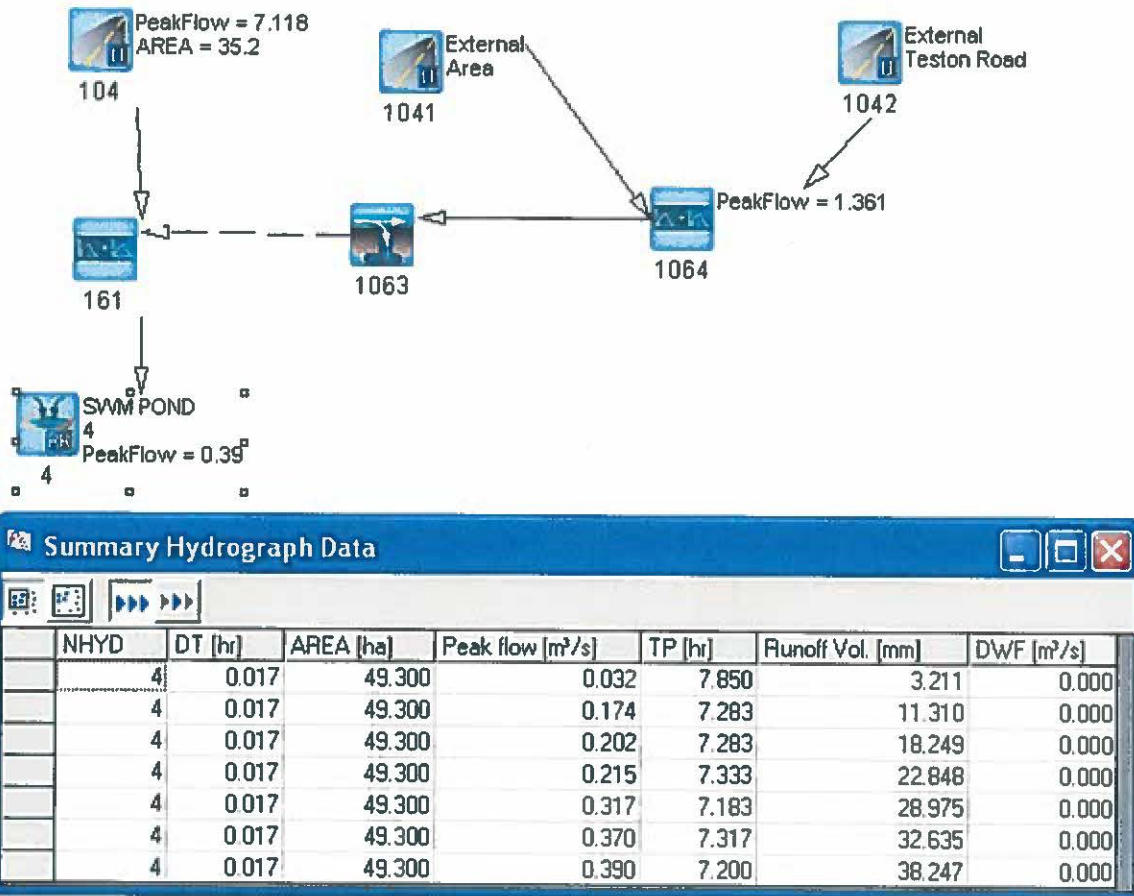 PeakFlow = 7.118
AREA = 35.2
104
External
Area
1041
External
Teston Road
1042
PeakFlow = 1.361
1064
1063
161
SWM POND
4
PeakFlow = 0.39
4
Summary Hydrograph Data
NHYD DT [hr] AREA [ha] Peak flow [m³/s] TP [hr] Runoff Vol. [mm] DWF [m³/s]
4 0.017 49.300 0.032 7.850 3.211 0.000
4 0.017 49.300 0.174 7.283 11.310 0.000
4 0.017 49.300 0.202 7.283 18.249 0.000
4 0.017 49.300 0.215 7.333 22.848 0.000
4 0.017 49.300 0.317 7.183 28.975 0.000
4 0.017 49.300 0.370 7.317 32.635 0.000
4 0.017 49.300 0.390 7.200 38.247 0.000